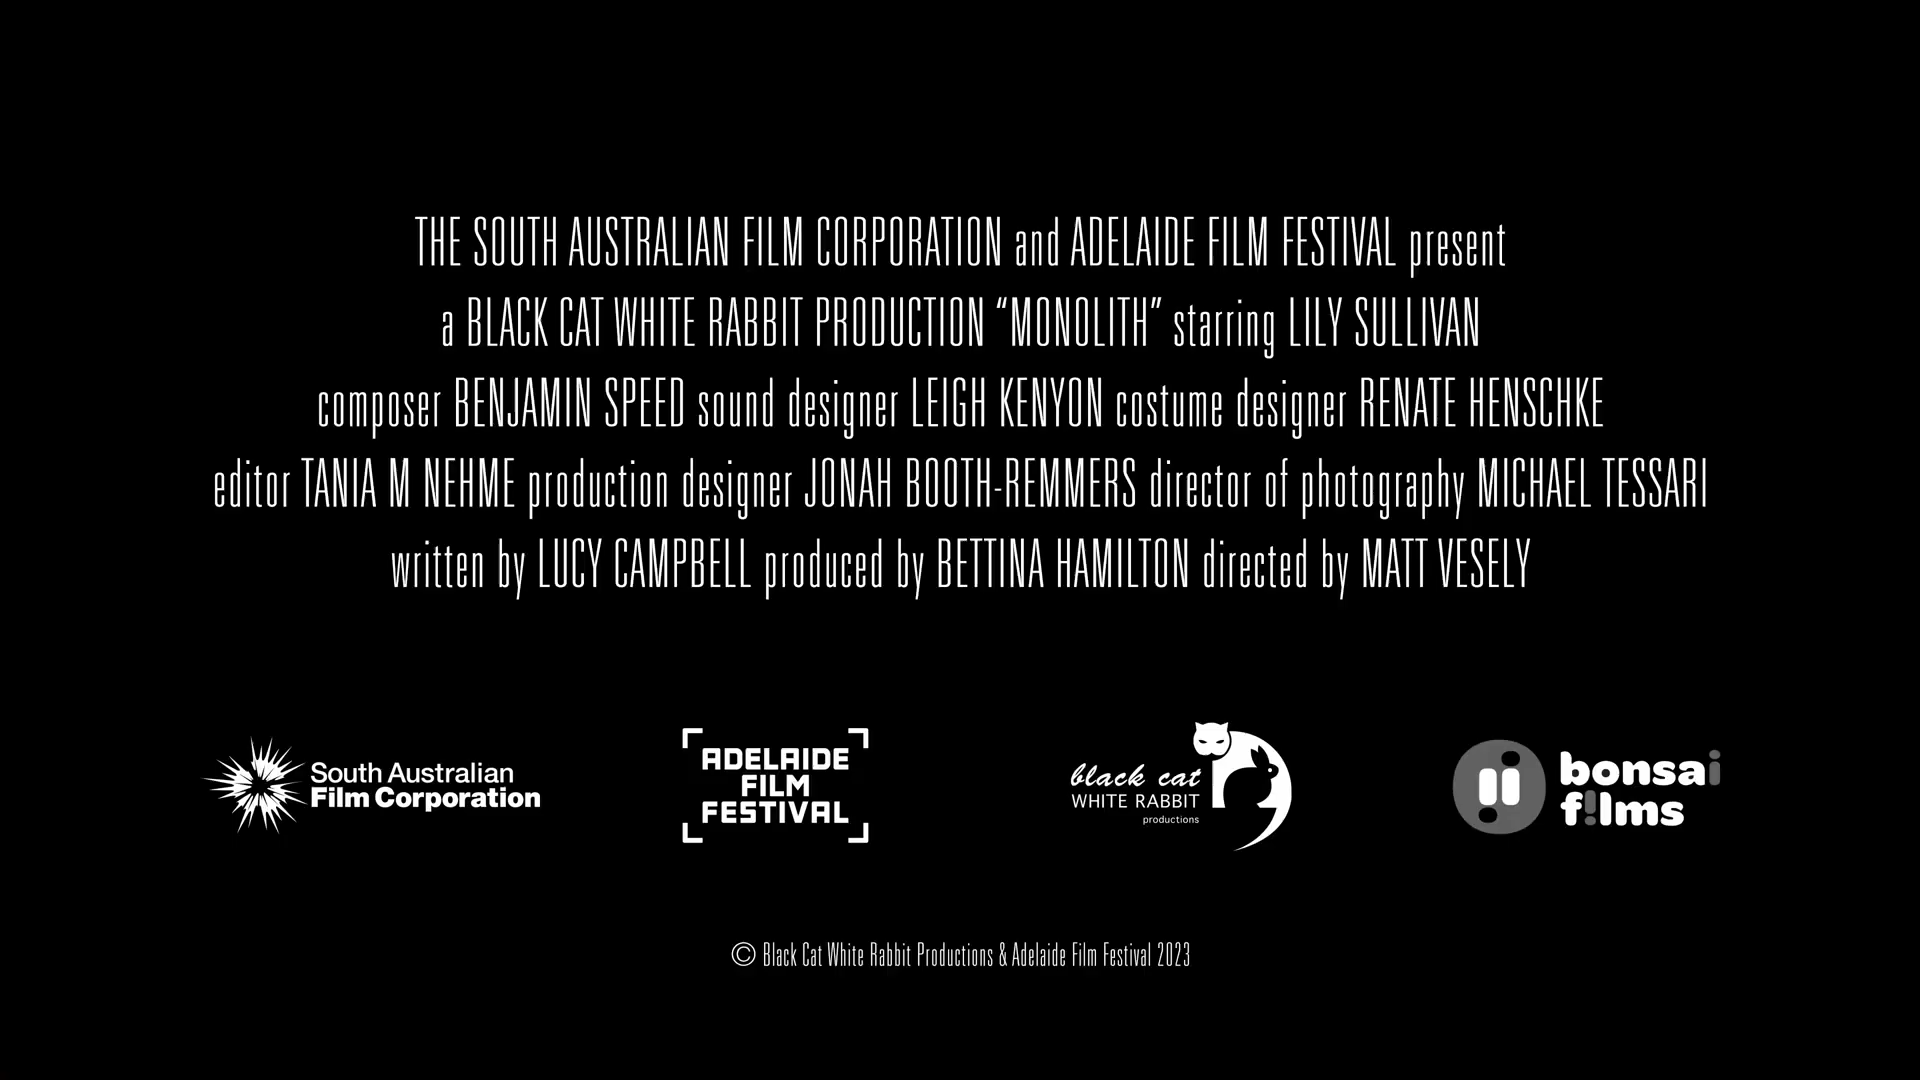 THE SOUTH AUSTRALIAN FILM CORPORATION and ADELAIDE FILM FESTIVAL present
a BLACK CAT WHITE RABBIT PRODUCTION “MONOLITH” starring LILY SULLIVAN
composer BENJAMIN SPEED sound designer LEIGH KENYON costume designer RENATE HENSCHKE
editor TANIA M NEHME production designer JONAH BOOTH-REMMERS director of photography MICHAEL TESSARI
written by LUCY CAMPBELL produced by BETTINA HAMILTON directed by MATT VESELY
South Australian
Film Corporation
ADELAIDE
FILM
FESTIVAL
black cat
WHITE RABBIT
productions
bonsai
films
© Black Cat White Rabbit Productions & Adelaide Film Festival 2023